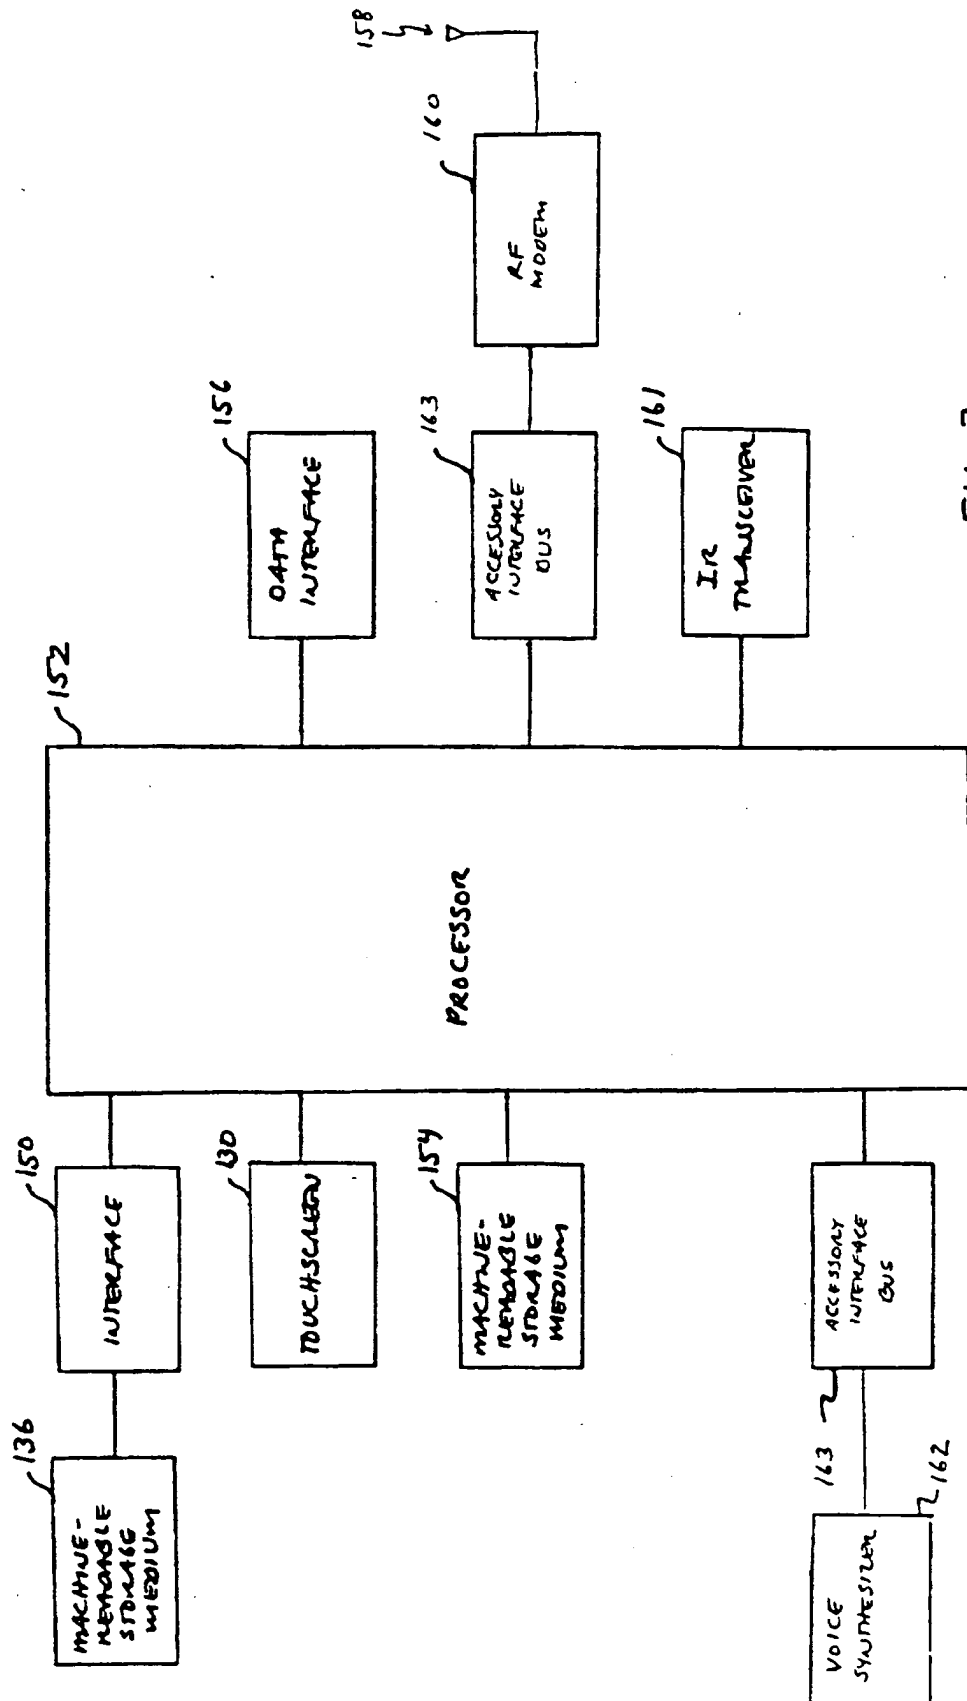 136
MACHINE-
READABLE
STORAGE
MEDIUM
150
INTERFACE
130
TOUCHSCREEN
154
MACHINE-
READABLE
STORAGE
MEDIUM
163
ACCESSORY
INTERFACE
BUS
162
VOICE
SYNTHESIZER
152
PROCESSOR
156
DATA
INTERFACE
163
ACCESSORY
INTERFACE
BUS
161
IR
TRANSCEIVER
160
RF
MODEM
158